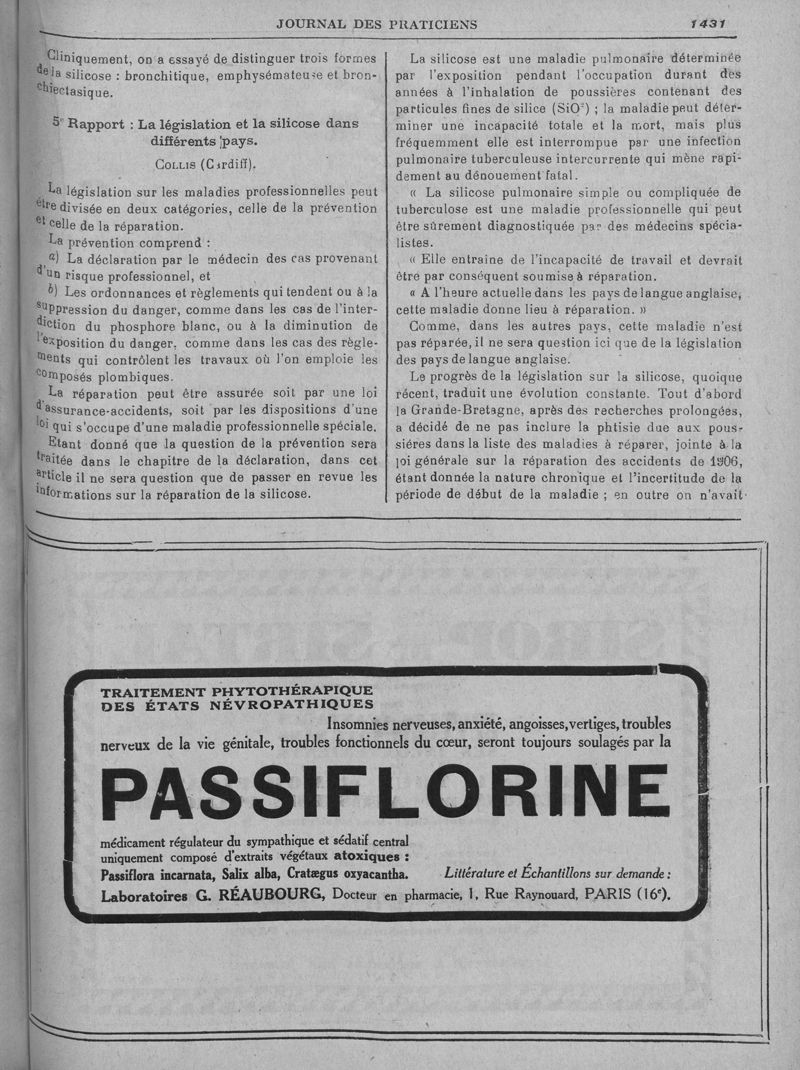 JOURNAL DES PRATICIENS
1431
Cliniquement, on a essayé de distinguer trois formes
de la silicose : bronchitique, emphysémateuse et bron-
chiectasique.
5e Rapport : La législation et la silicose dans
différents pays.
COLLIS (Cardiff).
La législation sur les maladies professionnelles peut
être divisée en deux catégories, celle de la prévention
et celle de la réparation.
La prévention comprend :
a) La déclaration par le médecin des cas provenant
d'un risque professionnel, et
b) Les ordonnances et règlements qui tendent ou à la
suppression du danger, comme dans les cas de l'inter-
diction du phosphore blanc, ou à la diminution de
l'exposition du danger, comme dans les cas des règle-
ments qui contrôlent les travaux où l'on emploie les
composés plombiques.
La réparation peut être assurée soit par une loi
d'assurance-accidents, soit par les dispositions d'une
loi qui s'occupe d'une maladie professionnelle spéciale.
Etant donné que la question de la prévention sera
traitée dans le chapitre de la déclaration, dans cet
article il ne sera question que de passer en revue les
informations sur la réparation de la silicose.
La silicose est une maladie pulmonaire déterminée
par l'exposition pendant l'occupation durant des
années à l'inhalation de poussières contenant des
particules fines de silice (SiO²) ; la maladie peut déter-
miner une incapacité totale et la mort, mais plus
fréquemment elle est interrompue par une infection
pulmonaire tuberculeuse intercurrente qui mène rapi-
dement au dénouement fatal.
« La silicose pulmonaire simple ou compliquée de
tuberculose est une maladie professionnelle qui peut
être sûrement diagnostiquée par des médecins spécia-
listes.
« Elle entraine de l'incapacité de travail et devrait
être par conséquent soumise à réparation.
« A l'heure actuelle dans les pays de langue anglaise,
cette maladie donne lieu à réparation. »
Comme, dans les autres pays, cette maladie n'est
pas réparée, il ne sera question ici que de la législation
des pays de langue anglaise.
Le progrès de la législation sur la silicose, quoique
récent, traduit une évolution constante. Tout d'abord
la Grande-Bretagne, après des recherches prolongées,
a décidé de ne pas inclure la phtisie due aux pous-
sières dans la liste des maladies à réparer, jointe à la
loi générale sur la réparation des accidents de 1906,
étant donnée la nature chronique et l'incertitude de la
période de début de la maladie ; en outre on n'avait
TRAITEMENT PHYTOTHÉRAPIQUE
DES ÉTATS NÉVROPATHIQUES
Insomnies nerveuses, anxiété, angoisses, vertiges, troubles
nerveux de la vie génitale, troubles fonctionnels du cœur, seront toujours soulagés par la
PASSIFLORINE
médicament régulateur du sympathique et sédatif central
uniquement composé d'extraits végétaux atoxiques :
Passiflora incarnata, Salix alba, Cratægus oxyacantha.
Littérature et Échantillons sur demande :
Laboratoires G. RÉAUBOURG, Docteur en pharmacie, 1, Rue Raynouard, PARIS (16e).